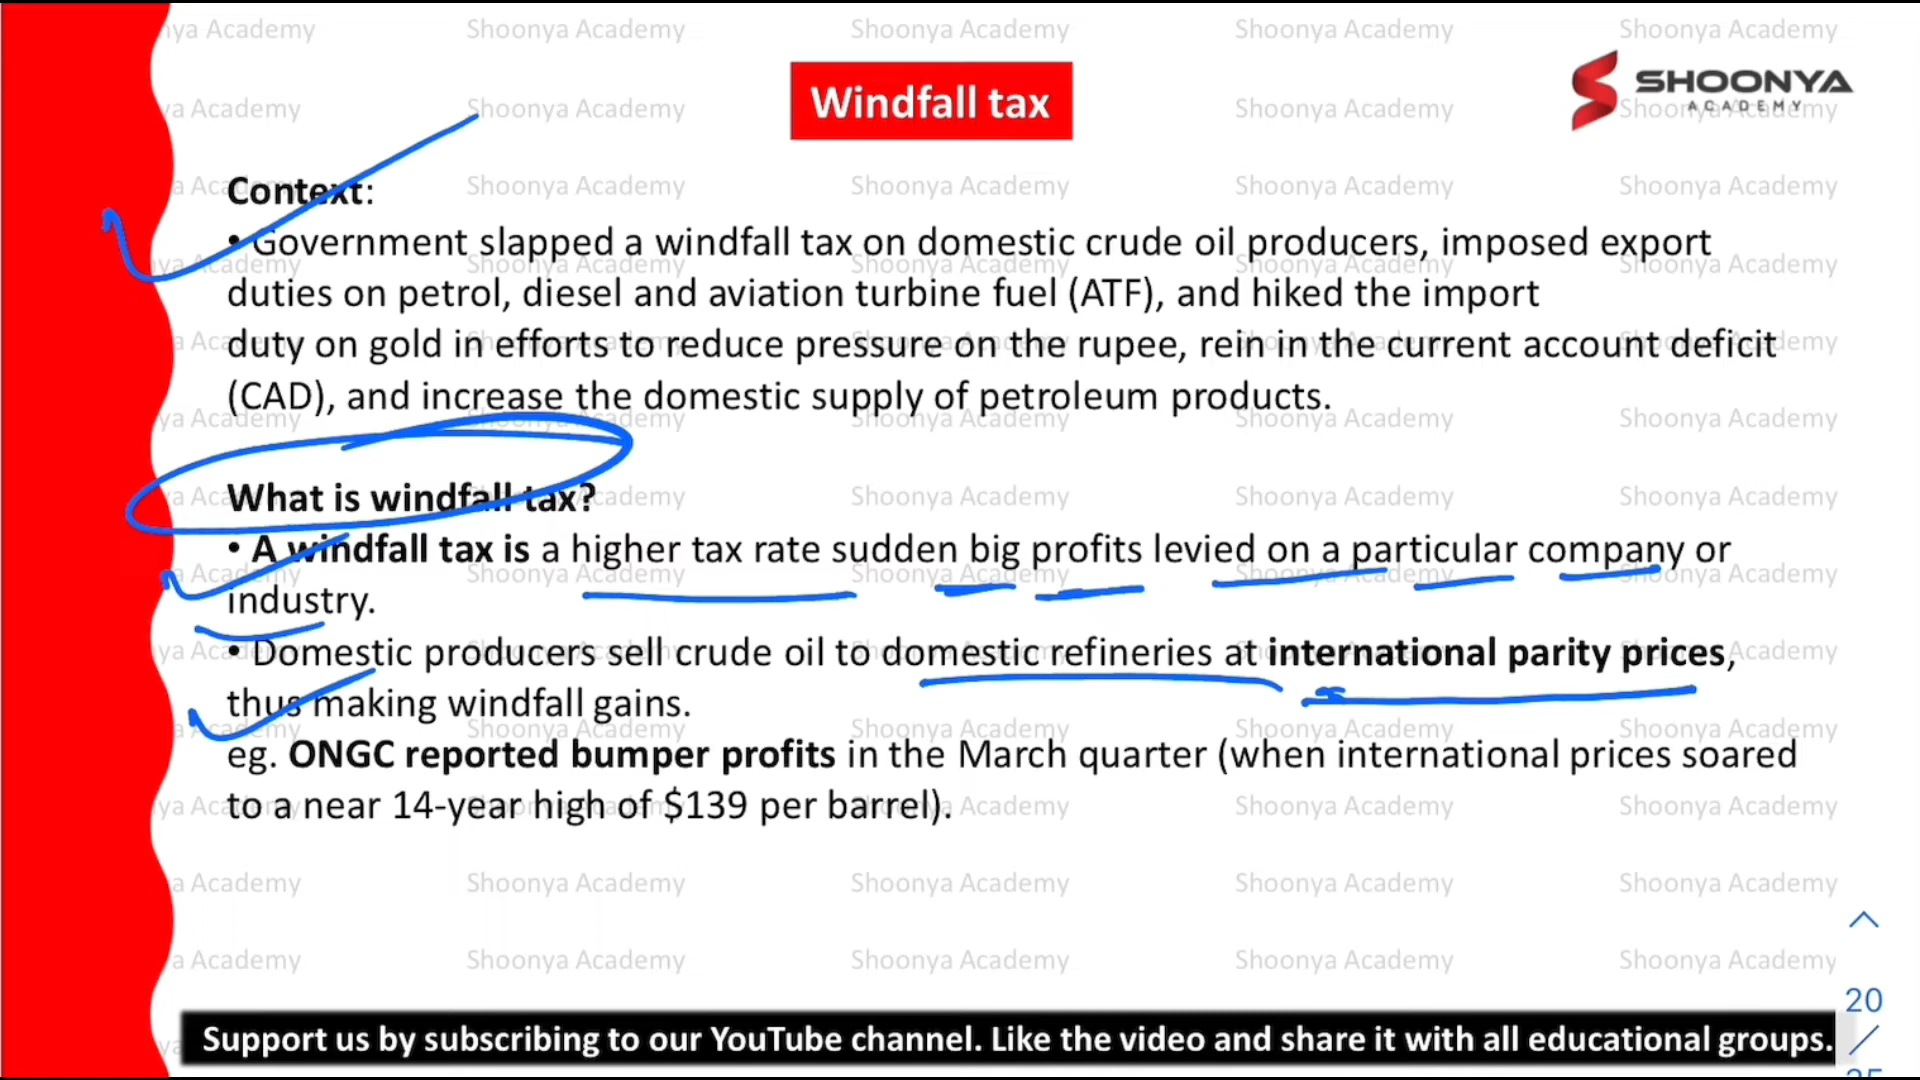 Windfall tax
SHOONYA
ACADEMY
Context:
• Government slapped a windfall tax on domestic crude oil producers, imposed export
duties on petrol, diesel and aviation turbine fuel (ATF), and hiked the import
duty on gold in efforts to reduce pressure on the rupee, rein in the current account deficit
(CAD), and increase the domestic supply of petroleum products.
What is windfall tax?
• A windfall tax is a higher tax rate sudden big profits levied on a particular company or
industry.
• Domestic producers sell crude oil to domestic refineries at international parity prices,
thus making windfall gains.
eg. ONGC reported bumper profits in the March quarter (when international prices soared
to a near 14-year high of $139 per barrel).
Support us by subscribing to our YouTube channel. Like the video and share it with all educational groups.
20
/
Shoonya Academy